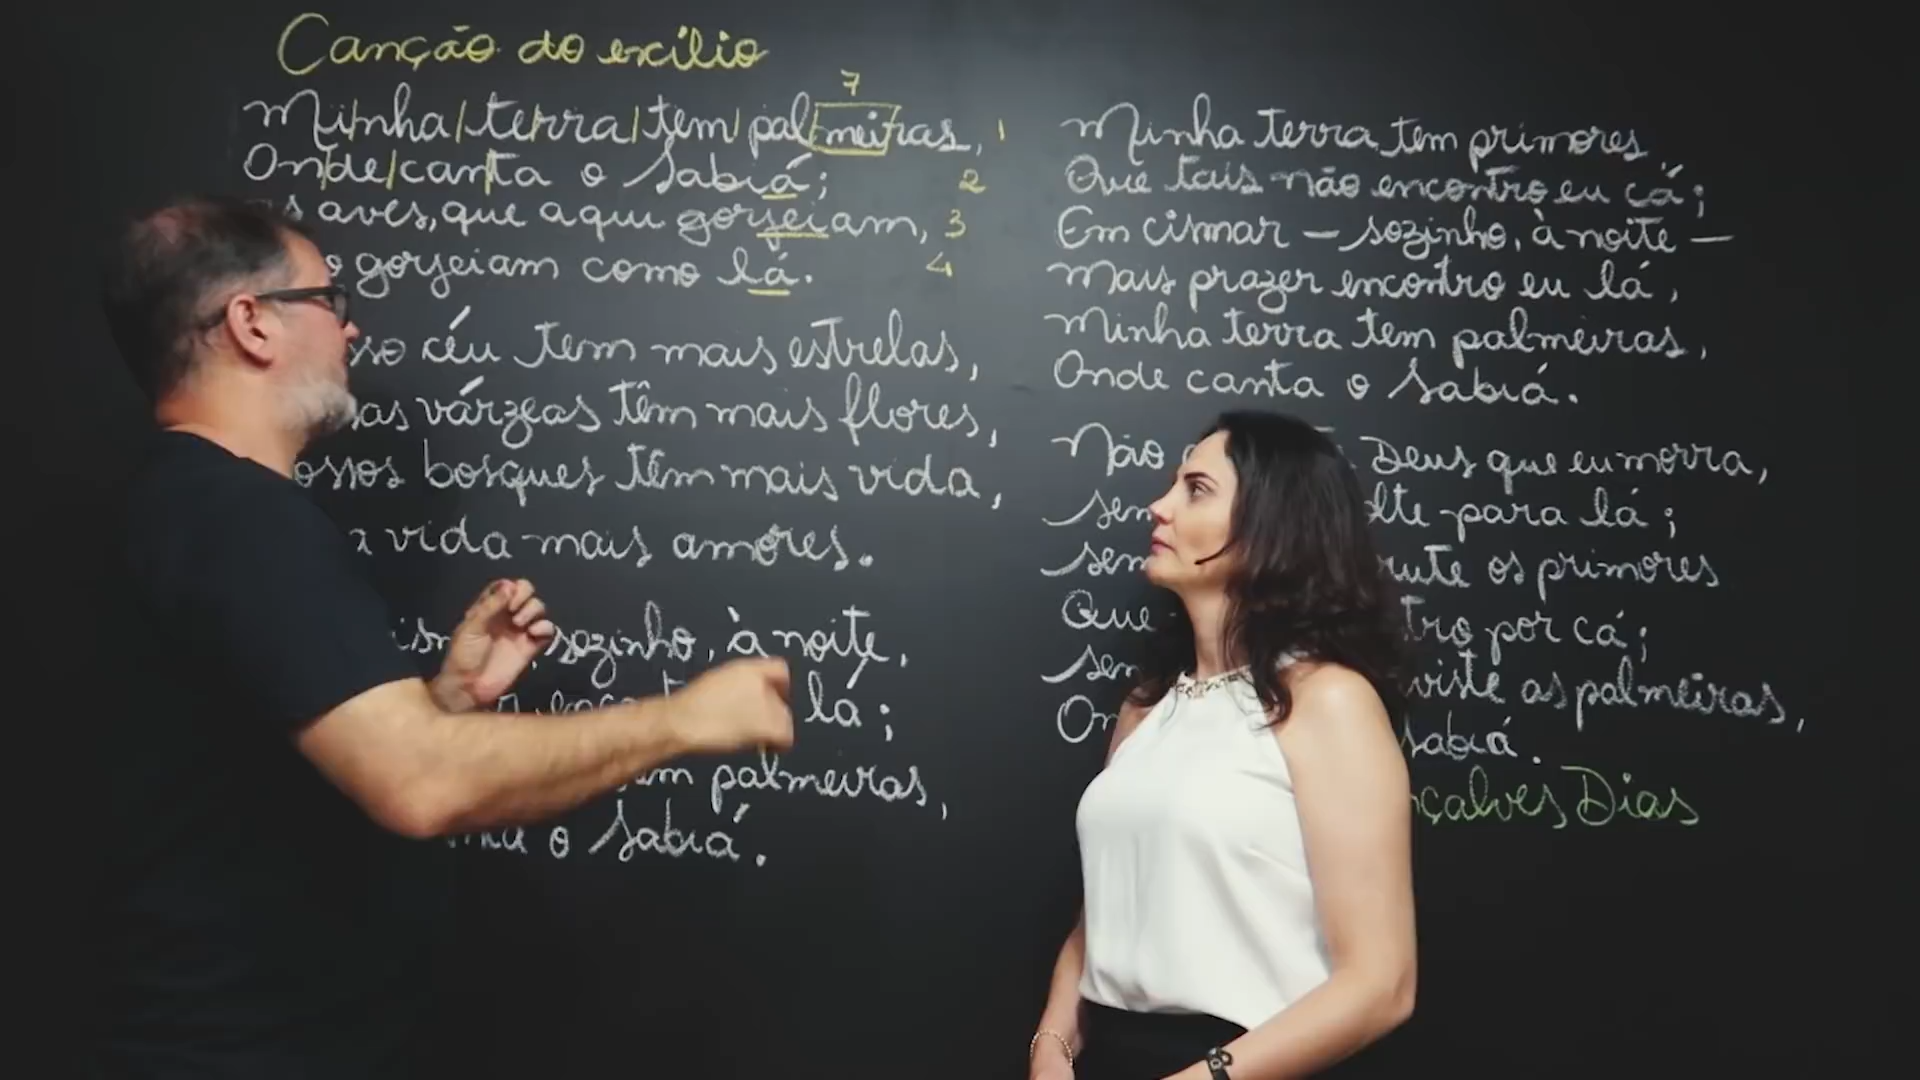 Canção do exílio
7
Minha terra tem palmeiras, 1
Onde canta o Sabiá; 2
as aves, que aqui gorjeiam, 3
gorjeiam como lá. 4
céu tem mais estrelas,
várzeas têm mais flores,
bosques têm mais vida,
vida mais amores.
sozinho, à noite,
lá;
palmeiras,
o Sabiá.
Minha terra tem primores,
Que tais não encontro eu cá;
Em cismar — sozinho, à noite —
Mais prazer encontro eu lá,
Minha terra tem palmeiras,
Onde canta o Sabiá.
Não Deus que eu morra,
sem para lá;
sem os primores
Que por cá;
sem as palmeiras,
Sabiá.
Dias